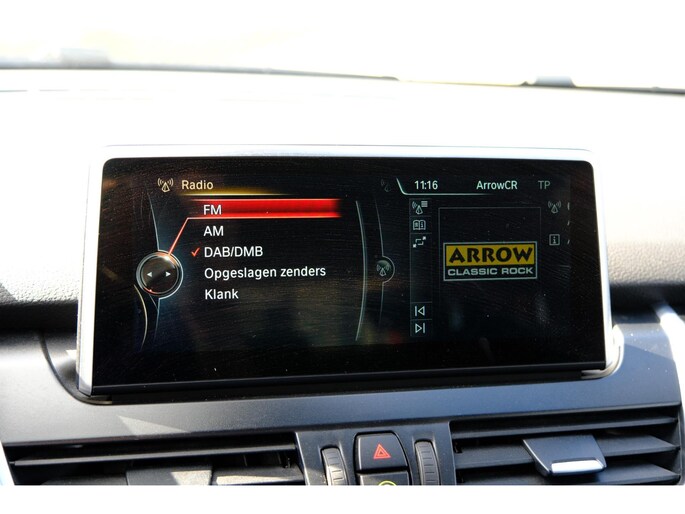 Radio
FM
AM
DAB/DMB
Opgeslagen zenders
Klank
11:16 ArrowCR TP
ARROW
CLASSIC ROCK